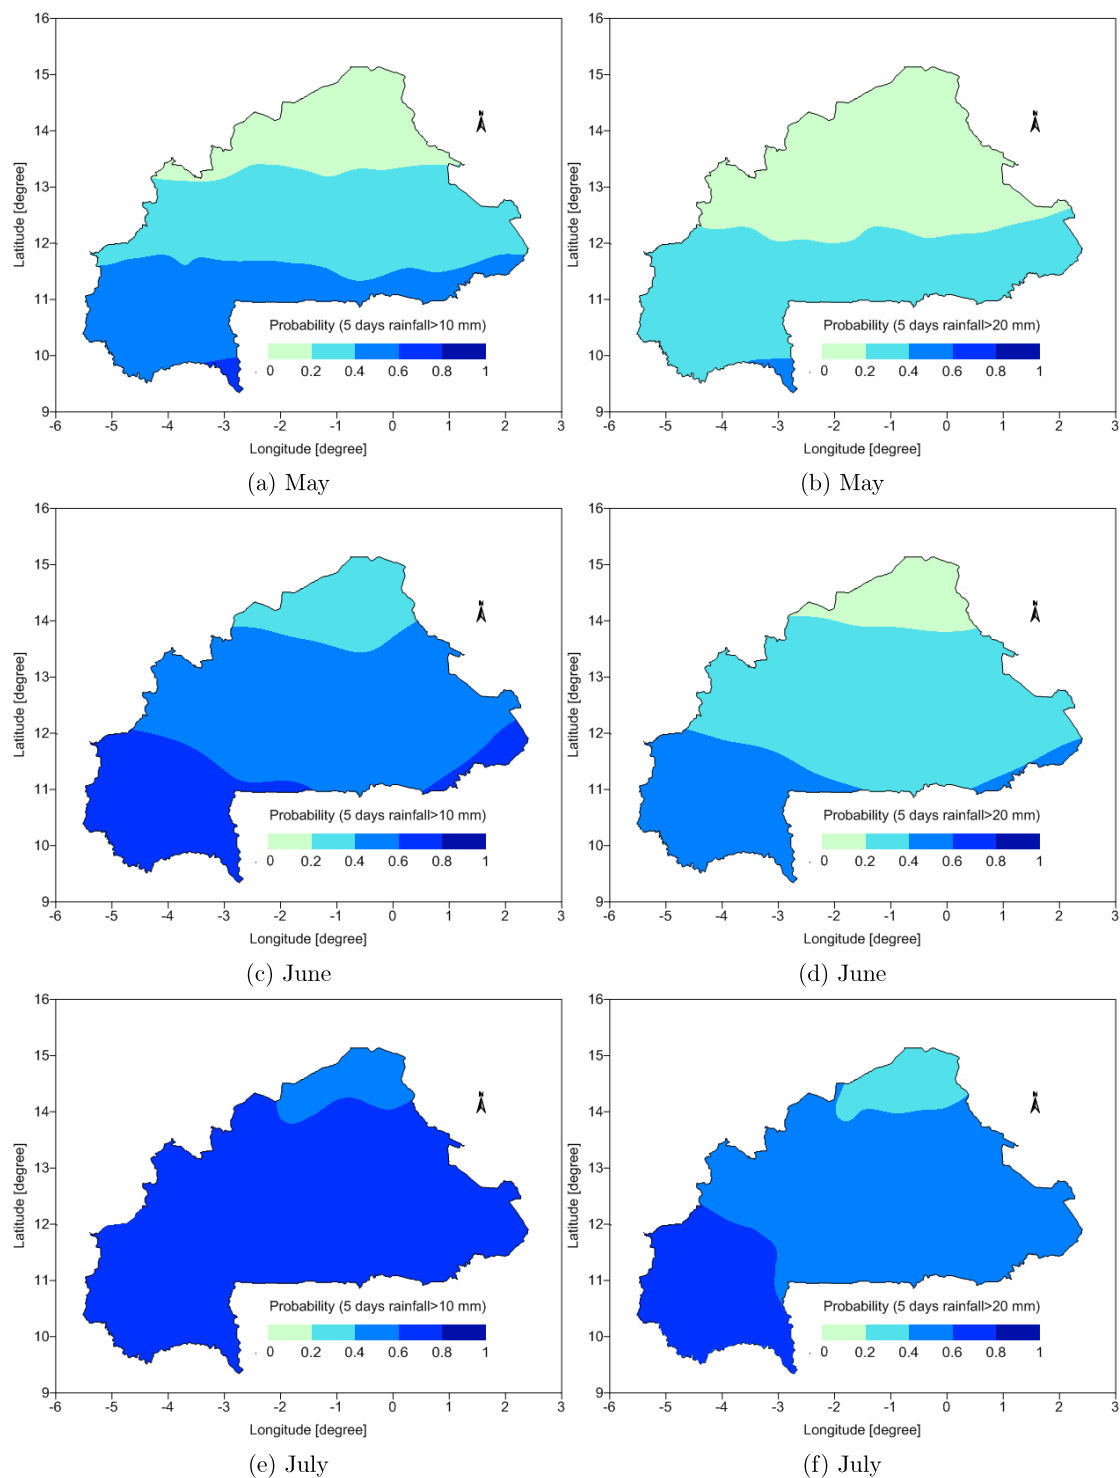 16 15 14 13 12 11 10 9
Latitude [degree]
N
Probability (5 days rainfall>10 mm)
0 0.2 0.4 0.6 0.8 1
-6 -5 -4 -3 -2 -1 0 1 2 3
Longitude [degree]
(a) May
16 15 14 13 12 11 10 9
Latitude [degree]
N
Probability (5 days rainfall>20 mm)
0 0.2 0.4 0.6 0.8 1
-6 -5 -4 -3 -2 -1 0 1 2 3
Longitude [degree]
(b) May
16 15 14 13 12 11 10 9
Latitude [degree]
N
Probability (5 days rainfall>10 mm)
0 0.2 0.4 0.6 0.8 1
-6 -5 -4 -3 -2 -1 0 1 2 3
Longitude [degree]
(c) June
16 15 14 13 12 11 10 9
Latitude [degree]
N
Probability (5 days rainfall>20 mm)
0 0.2 0.4 0.6 0.8 1
-6 -5 -4 -3 -2 -1 0 1 2 3
Longitude [degree]
(d) June
16 15 14 13 12 11 10 9
Latitude [degree]
N
Probability (5 days rainfall>10 mm)
0 0.2 0.4 0.6 0.8 1
-6 -5 -4 -3 -2 -1 0 1 2 3
Longitude [degree]
(e) July
16 15 14 13 12 11 10 9
Latitude [degree]
N
Probability (5 days rainfall>20 mm)
0 0.2 0.4 0.6 0.8 1
-6 -5 -4 -3 -2 -1 0 1 2 3
Longitude [degree]
(f) July